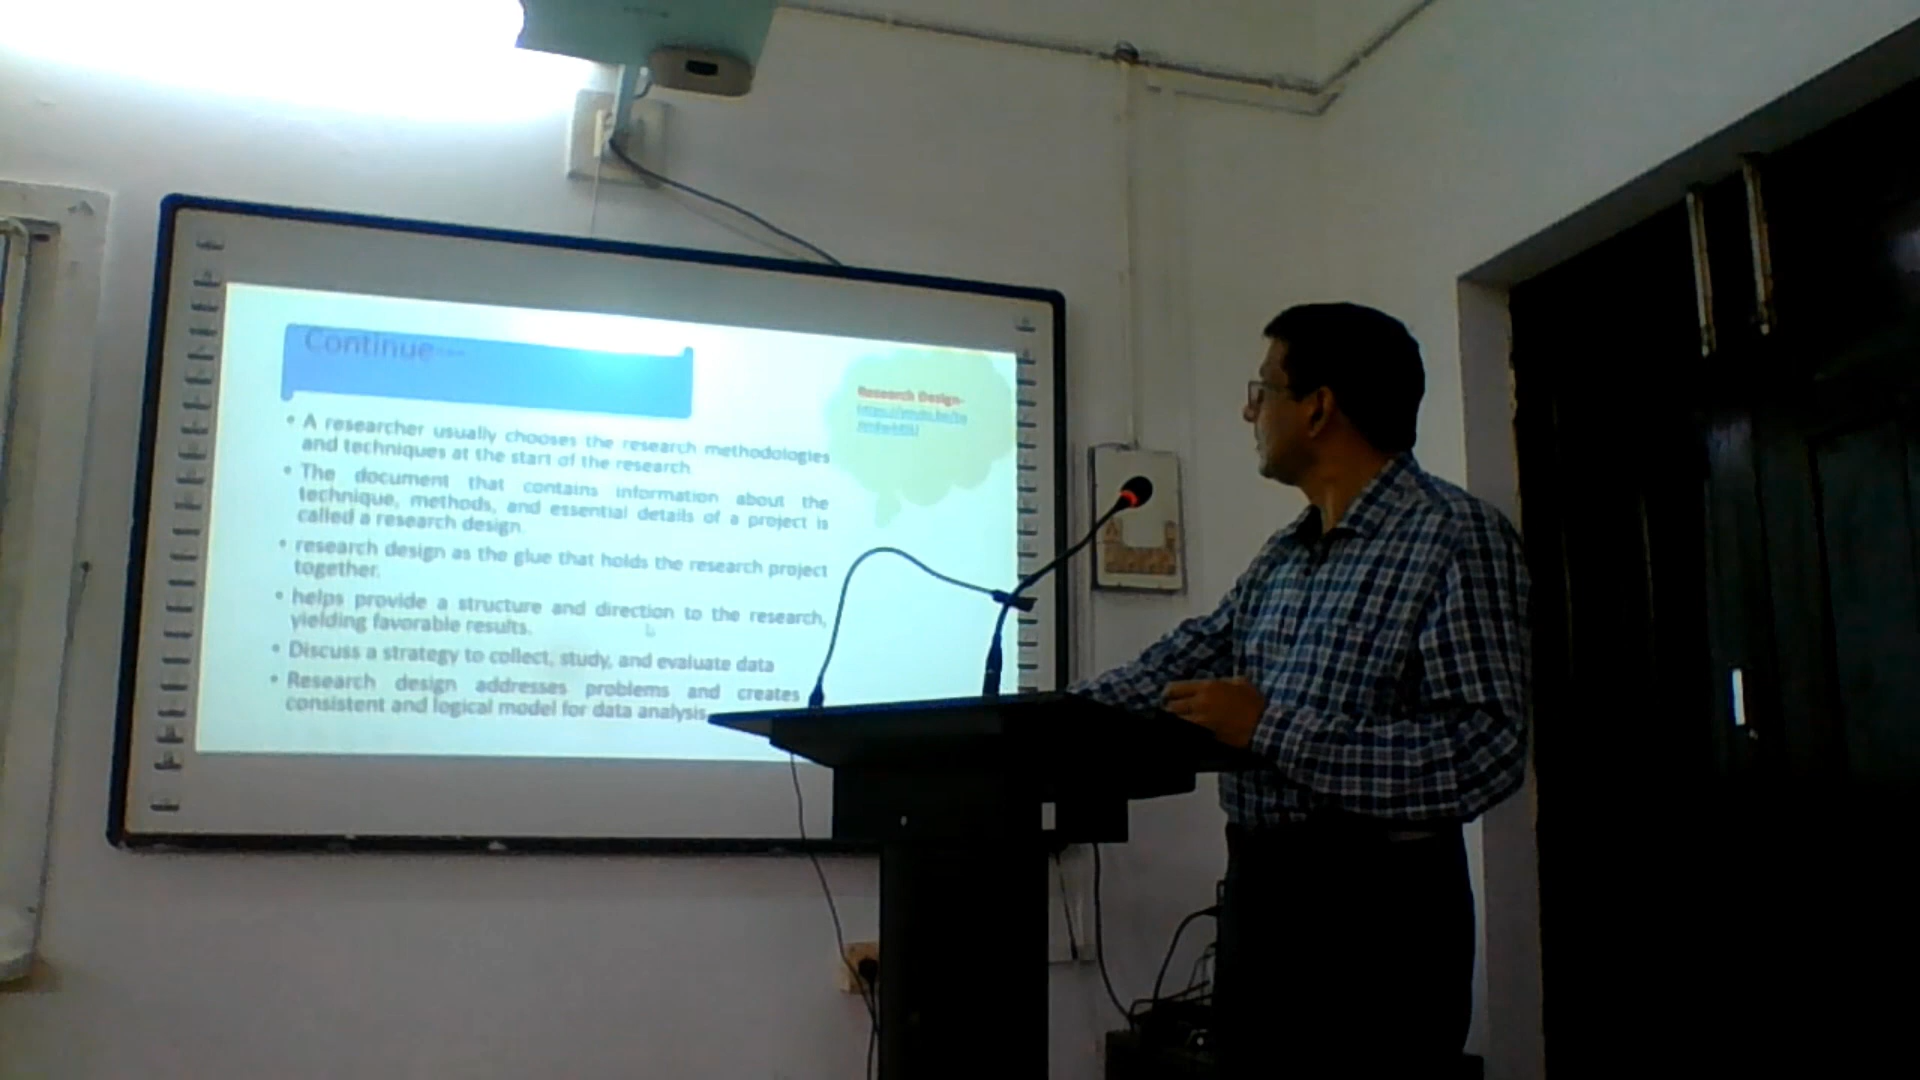 Continue---
• A researcher usually chooses the research methodologies
and techniques at the start of the research.
• The document that contains information about the
technique, methods, and essential details of a project is
called a research design.
• research design as the glue that holds the research project
together.
• helps provide a structure and direction to the research,
yielding favorable results.
• Discuss a strategy to collect, study, and evaluate data
• Research design addresses problems and creates
consistent and logical model for data analysis.
Research Design-